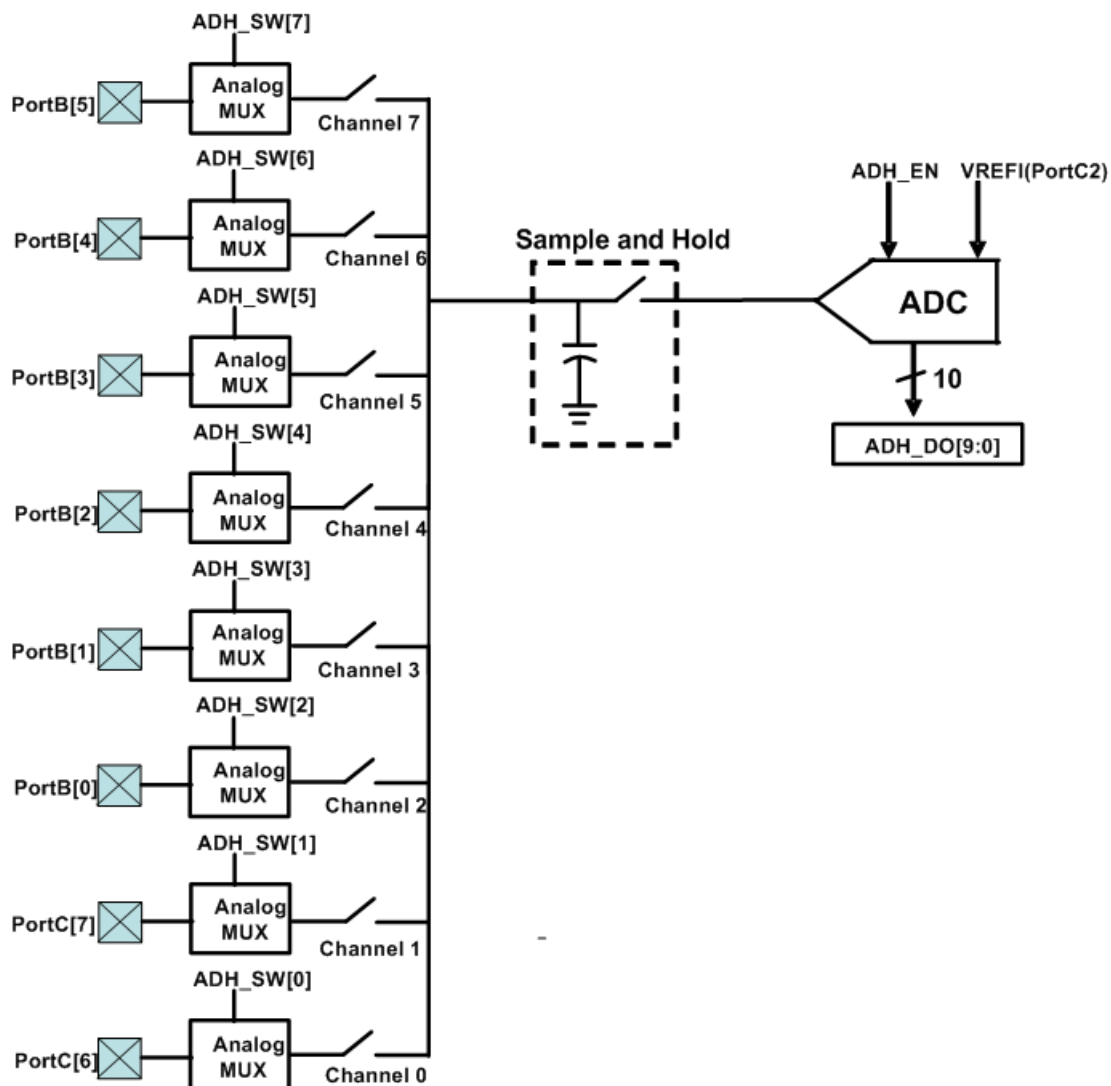 ADH_SW[7]
PortB[5]
Analog
MUX
Channel 7
ADH_SW[6]
PortB[4]
Analog
MUX
Channel 6
ADH_SW[5]
PortB[3]
Analog
MUX
Channel 5
ADH_SW[4]
PortB[2]
Analog
MUX
Channel 4
ADH_SW[3]
PortB[1]
Analog
MUX
Channel 3
ADH_SW[2]
PortB[0]
Analog
MUX
Channel 2
ADH_SW[1]
PortC[7]
Analog
MUX
Channel 1
ADH_SW[0]
PortC[6]
Analog
MUX
Channel 0
Sample and Hold
ADH_EN
VREFI(PortC2)
ADC
10
ADH_DO[9:0]